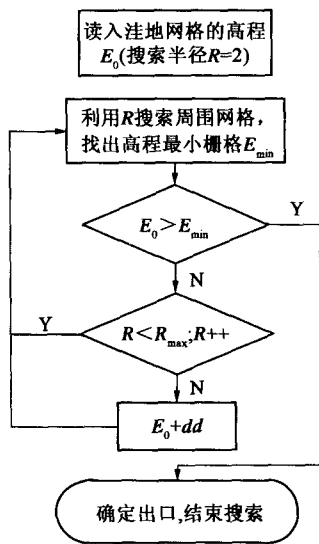 读入洼地网格的高程
E₀(搜索半径R=2)
利用R搜索周围网格,
找出高程最小栅格Eₘᵢₙ
E₀>Eₘᵢₙ
Y
N
R<Rₘₐₓ;R++
Y
N
E₀+dd
确定出口,结束搜索